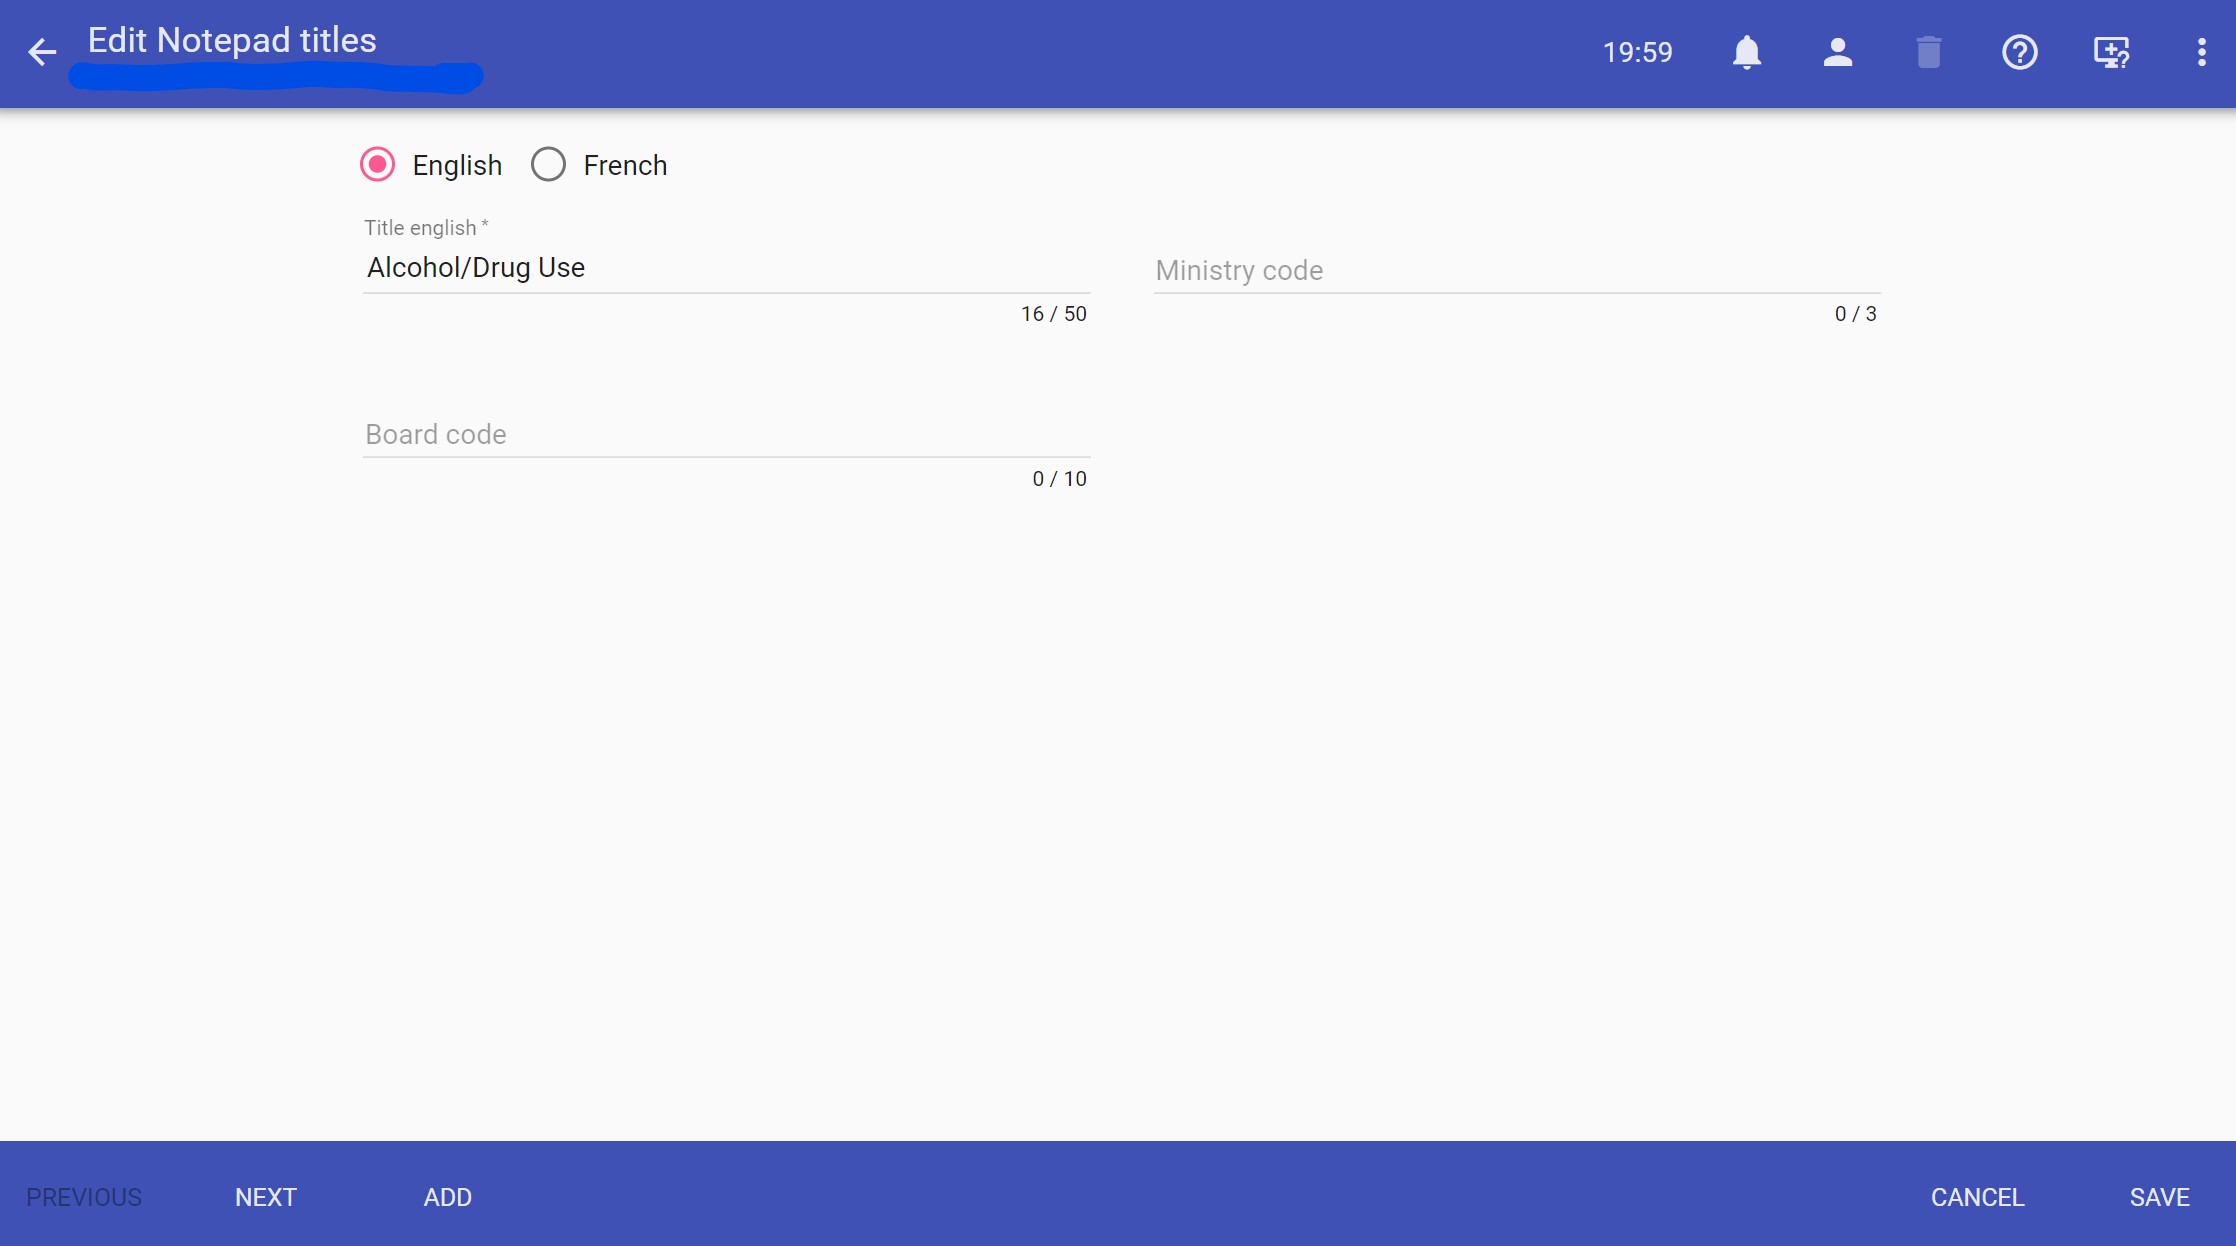 Edit Notepad titles
19:59
English French
Title english *
Alcohol/Drug Use
Ministry code
16 / 50
0 / 3
Board code
0 / 10
PREVIOUS NEXT ADD CANCEL SAVE